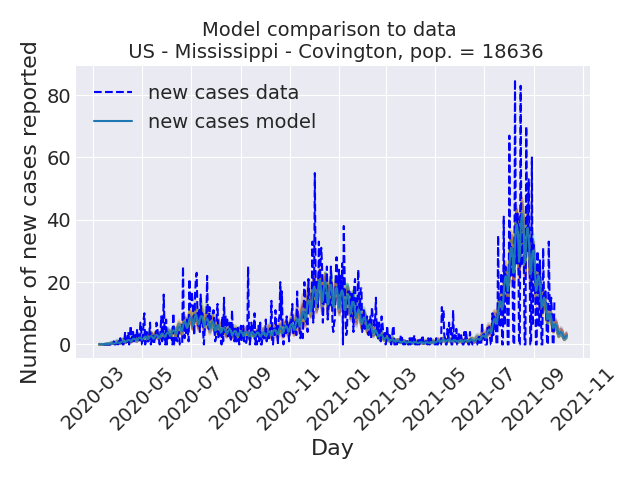 Model comparison to data
US - Mississippi - Covington, pop. = 18636
new cases data
new cases model
Number of new cases reported
80
60
40
20
0
2020-03
2020-05
2020-07
2020-09
2020-11
2021-01
2021-03
2021-05
2021-07
2021-09
2021-11
Day